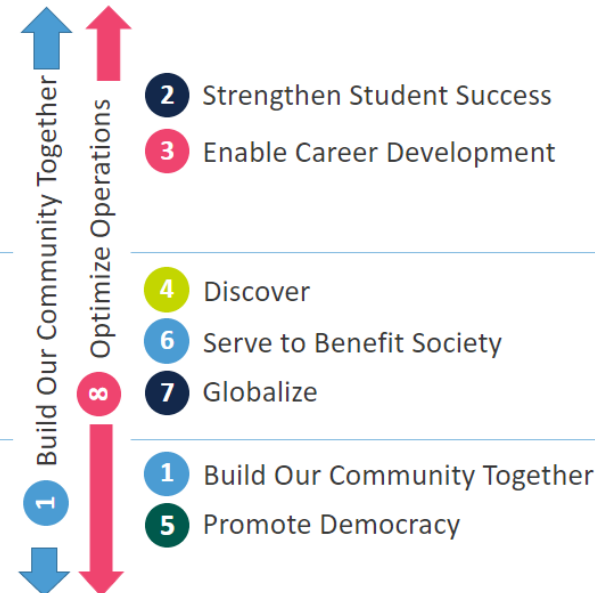 1 Build Our Community Together
8 Optimize Operations
2 Strengthen Student Success
3 Enable Career Development
4 Discover
6 Serve to Benefit Society
7 Globalize
1 Build Our Community Together
5 Promote Democracy